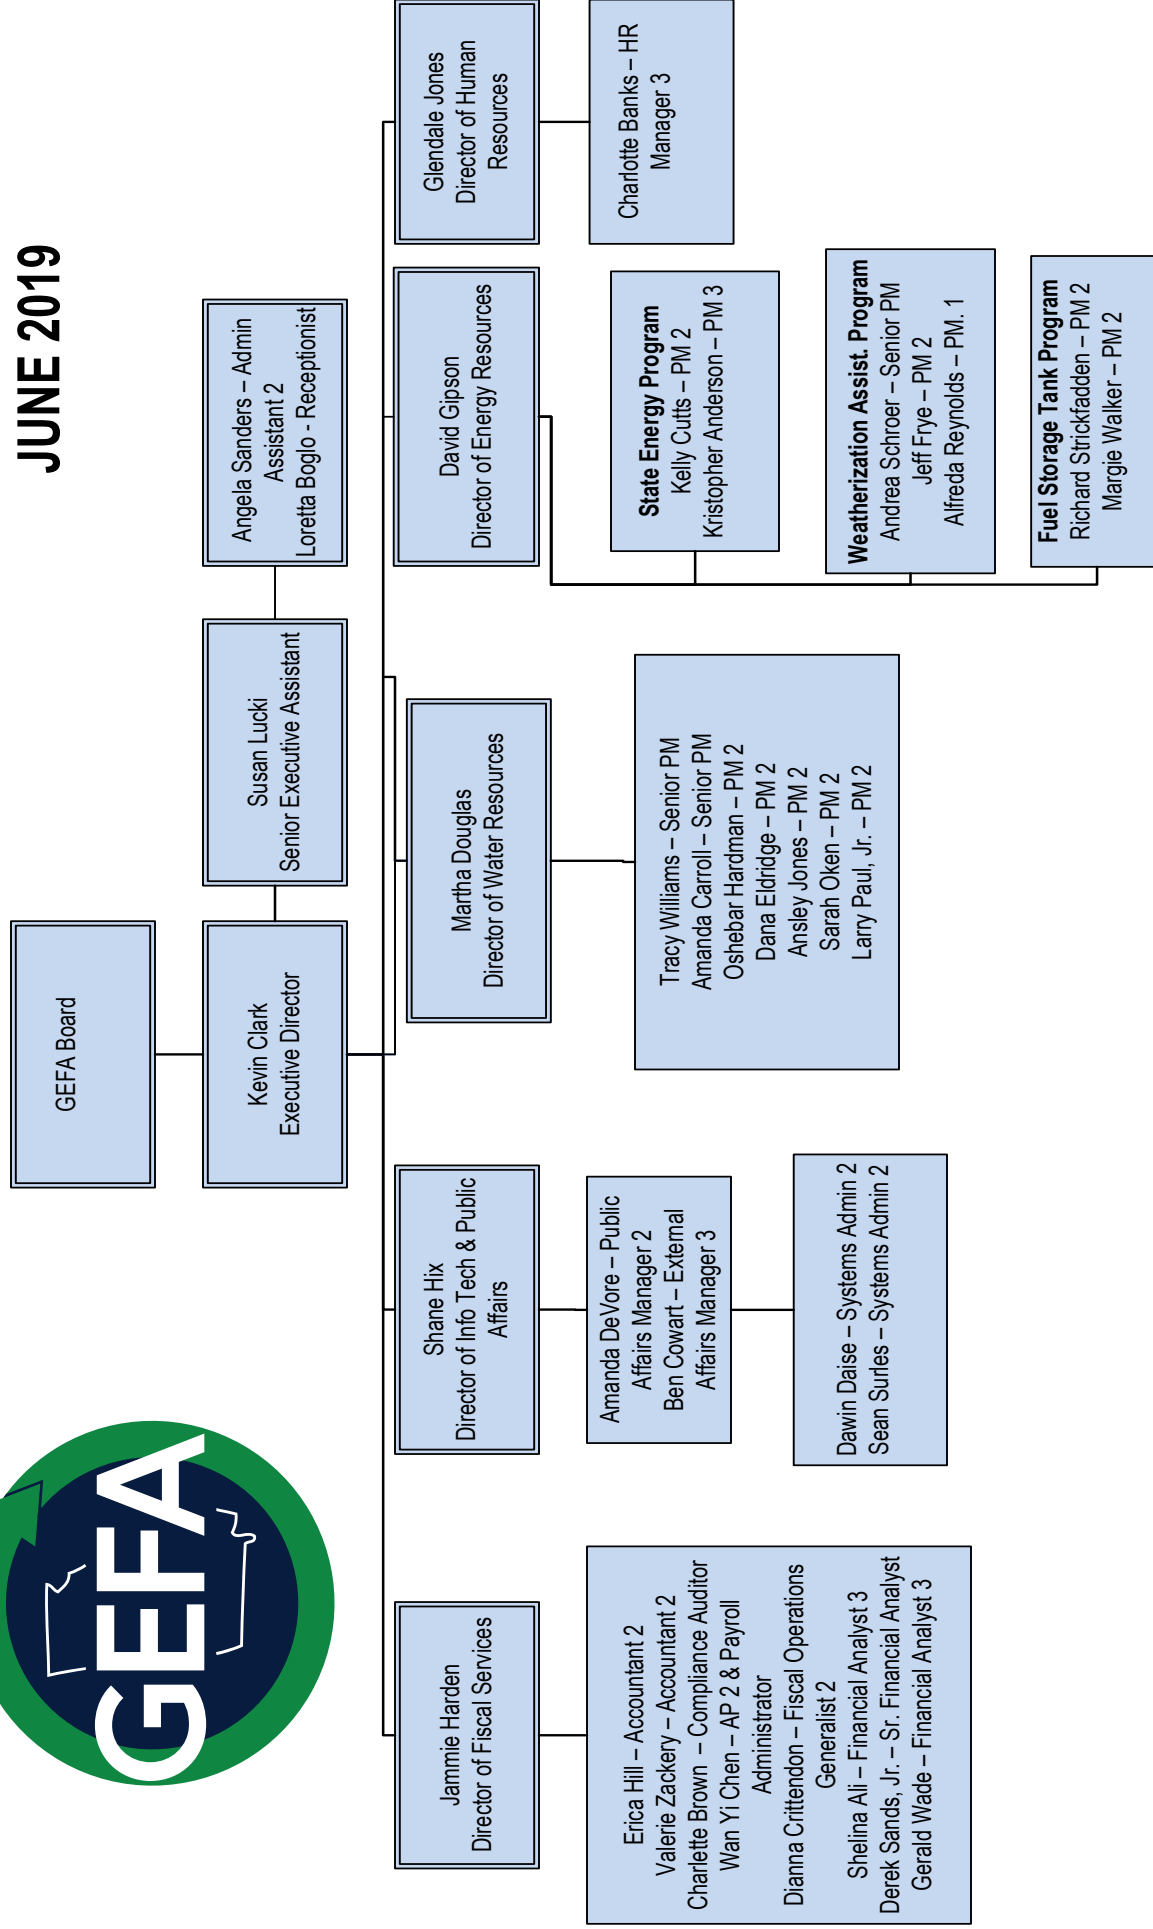 GEFA
JUNE 2019
GEFA Board
Kevin Clark
Executive Director
Susan Lucki
Senior Executive Assistant
Angela Sanders – Admin
Assistant 2
Loretta Boglo - Receptionist
Jammie Harden
Director of Fiscal Services
Shane Hix
Director of Info Tech & Public
Affairs
Martha Douglas
Director of Water Resources
David Gipson
Director of Energy Resources
Glendale Jones
Director of Human
Resources
Erica Hill – Accountant 2
Valerie Zackery – Accountant 2
Charlette Brown – Compliance Auditor
Wan Yi Chen – AP 2 & Payroll
Administrator
Dianna Crittendon – Fiscal Operations
Generalist 2
Shelina Ali – Financial Analyst 3
Derek Sands, Jr. – Sr. Financial Analyst
Gerald Wade – Financial Analyst 3
Amanda DeVore – Public
Affairs Manager 2
Ben Cowart – External
Affairs Manager 3
Dawin Daise – Systems Admin 2
Sean Surles – Systems Admin 2
Tracy Williams – Senior PM
Amanda Carroll – Senior PM
Oshebar Hardman – PM 2
Dana Eldridge – PM 2
Ansley Jones – PM 2
Sarah Oken – PM 2
Larry Paul, Jr. – PM 2
State Energy Program
Kelly Cutts – PM 2
Kristopher Anderson – PM 3
Weatherization Assist. Program
Andrea Schroer – Senior PM
Jeff Frye – PM 2
Alfreda Reynolds – PM. 1
Fuel Storage Tank Program
Richard Strickfadden – PM 2
Margie Walker – PM 2
Charlotte Banks – HR
Manager 3